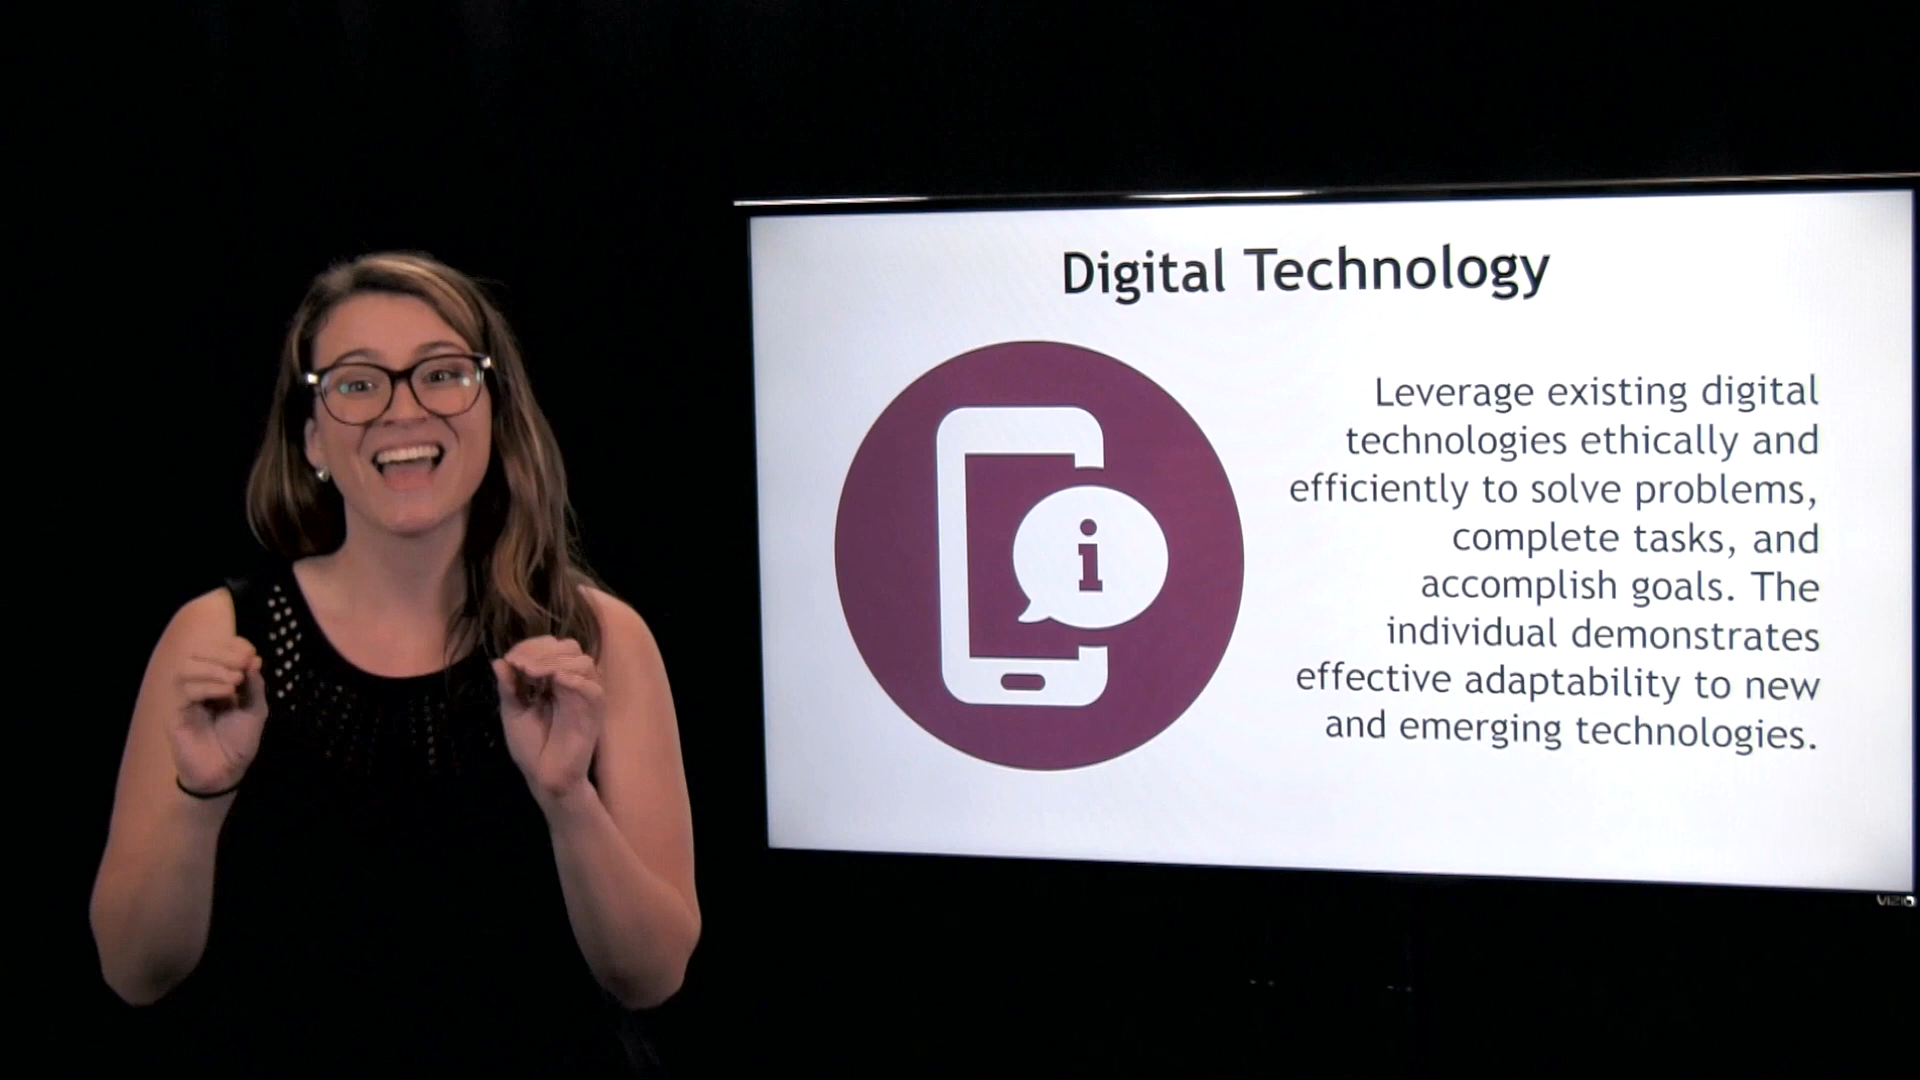 Digital Technology
Leverage existing digital
technologies ethically and
efficiently to solve problems,
complete tasks, and
accomplish goals. The
individual demonstrates
effective adaptability to new
and emerging technologies.
i
VIZIO